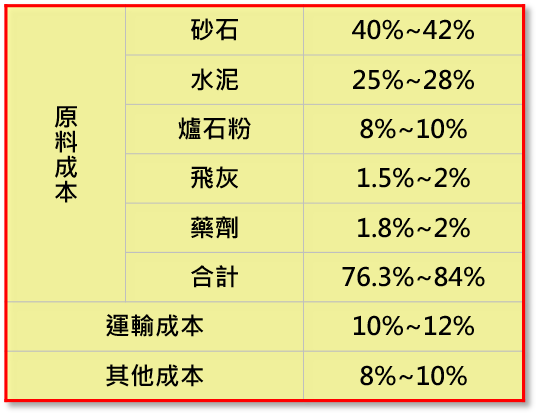 原料成本
砂石 40%~42%
水泥 25%~28%
爐石粉 8%~10%
飛灰 1.5%~2%
藥劑 1.8%~2%
合計 76.3%~84%
運輸成本 10%~12%
其他成本 8%~10%